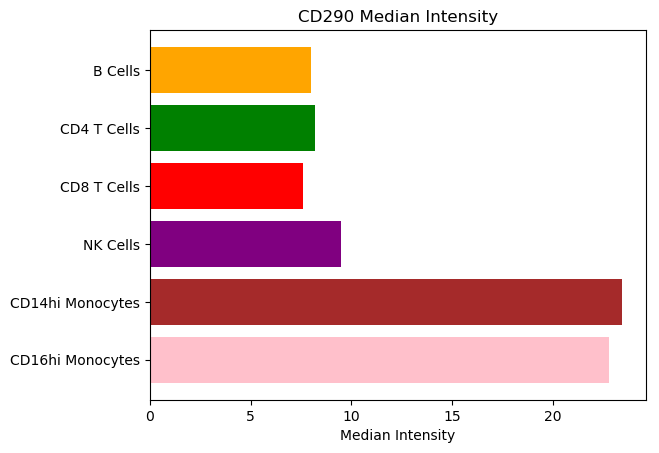 CD290 Median Intensity
B Cells
CD4 T Cells
CD8 T Cells
NK Cells
CD14hi Monocytes
CD16hi Monocytes
0 5 10 15 20
Median Intensity